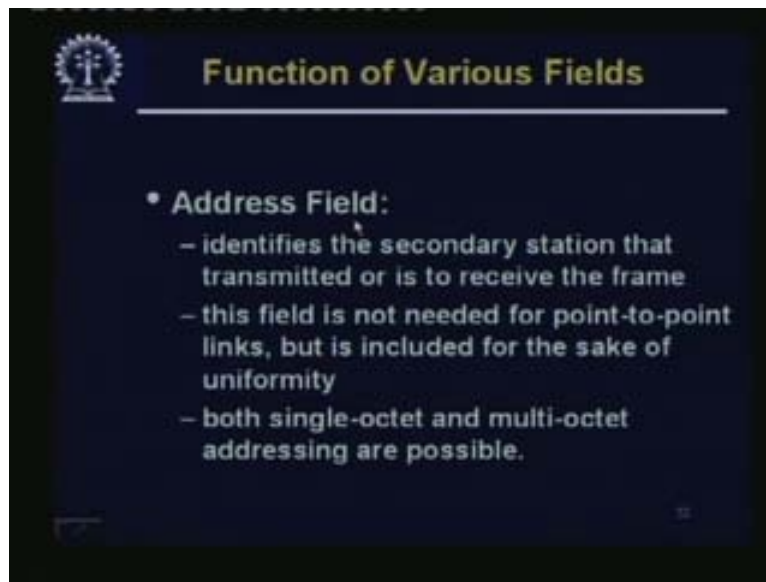 Function of Various Fields
• Address Field:
– identifies the secondary station that
transmitted or is to receive the frame
– this field is not needed for point-to-point
links, but is included for the sake of
uniformity
– both single-octet and multi-octet
addressing are possible.